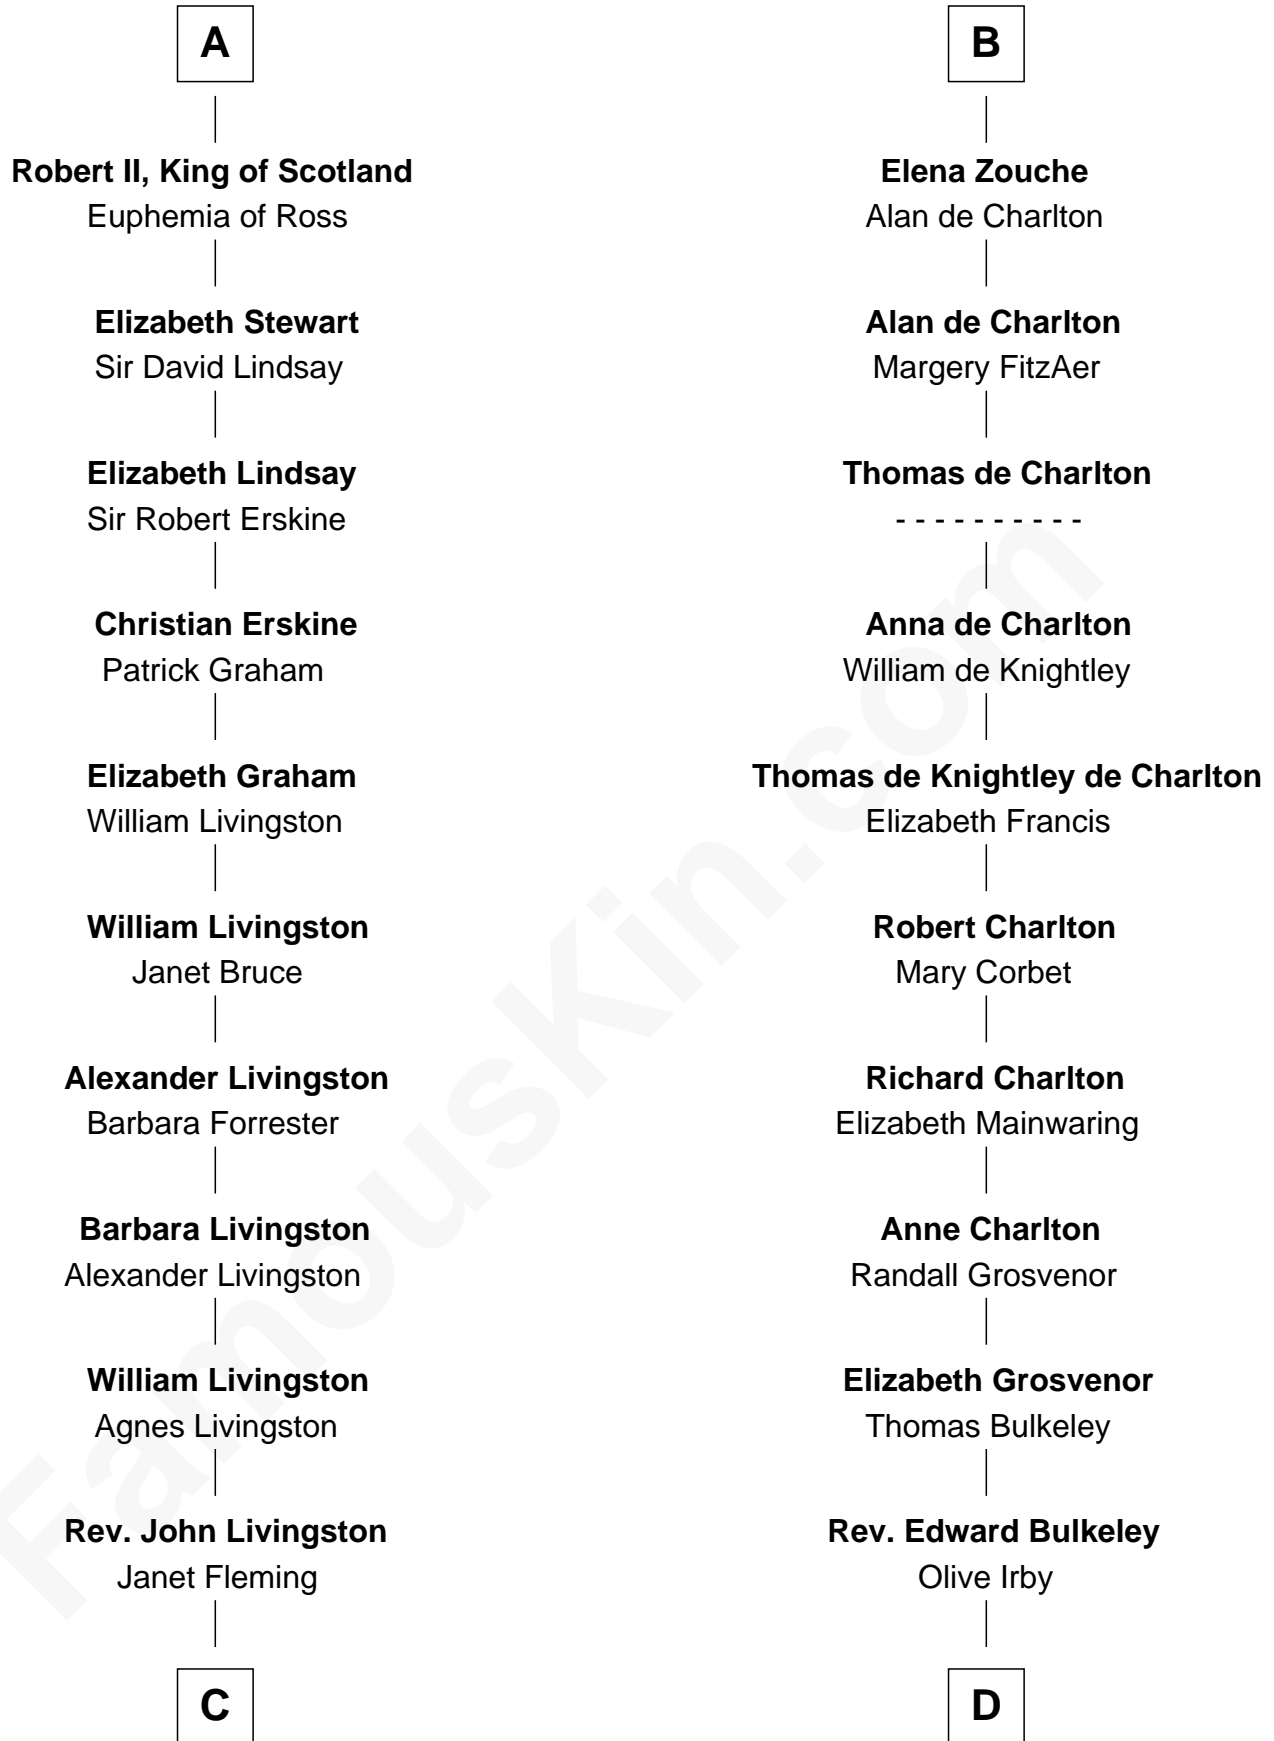 A
Robert II, King of Scotland
Euphemia of Ross
Elizabeth Stewart
Sir David Lindsay
Elizabeth Lindsay
Sir Robert Erskine
Christian Erskine
Patrick Graham
Elizabeth Graham
William Livingston
William Livingston
Janet Bruce
Alexander Livingston
Barbara Forrester
Barbara Livingston
Alexander Livingston
William Livingston
Agnes Livingston
Rev. John Livingston
Janet Fleming
C
B
Elena Zouche
Alan de Charlton
Alan de Charlton
Margery FitzAer
Thomas de Charlton
- - - - - - - - - -
Anna de Charlton
William de Knightley
Thomas de Knightley de Charlton
Elizabeth Francis
Robert Charlton
Mary Corbet
Richard Charlton
Elizabeth Mainwaring
Anne Charlton
Randall Grosvenor
Elizabeth Grosvenor
Thomas Bulkeley
Rev. Edward Bulkeley
Olive Irby
D
FamousKin.com